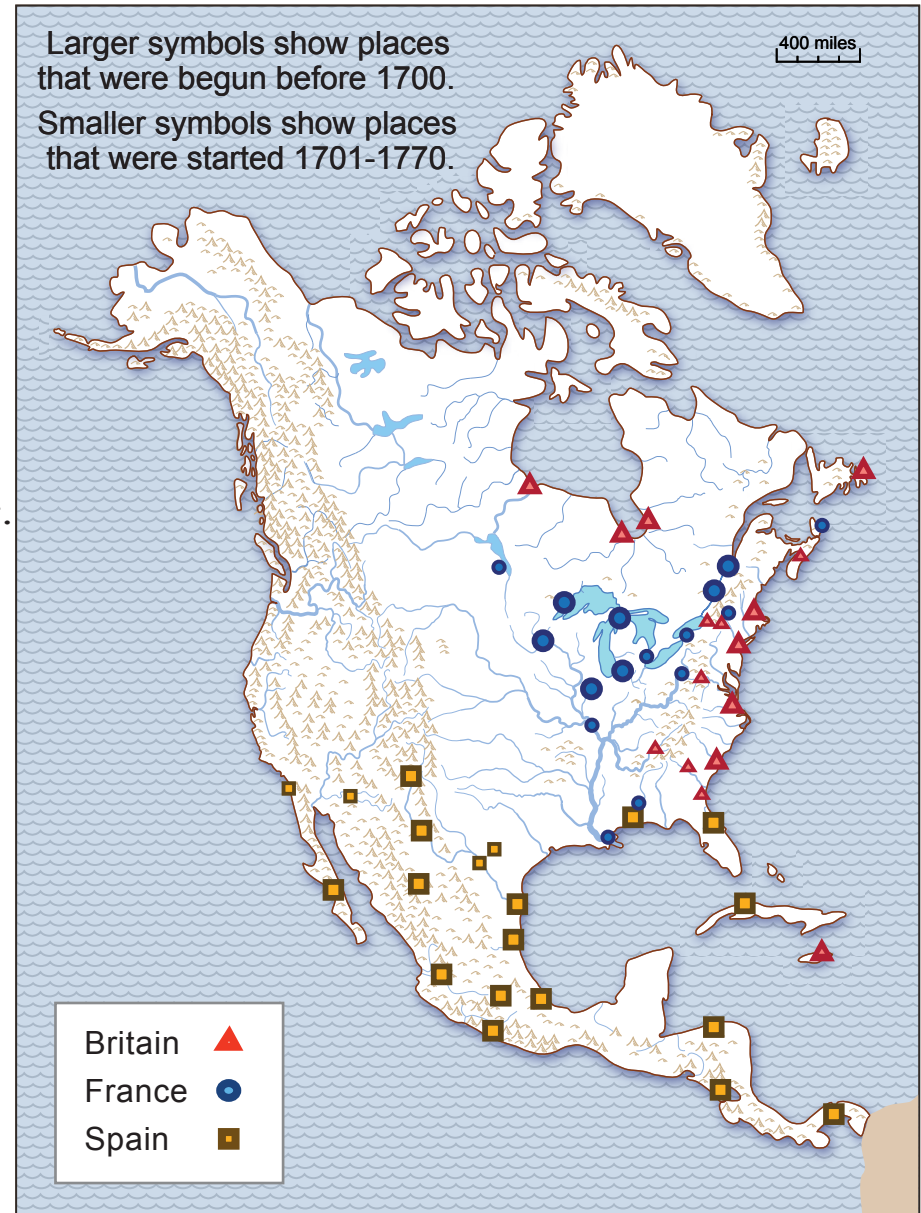 Larger symbols show places
that were begun before 1700.
Smaller symbols show places
that were started 1701-1770.
400 miles
.
Britain
France
Spain